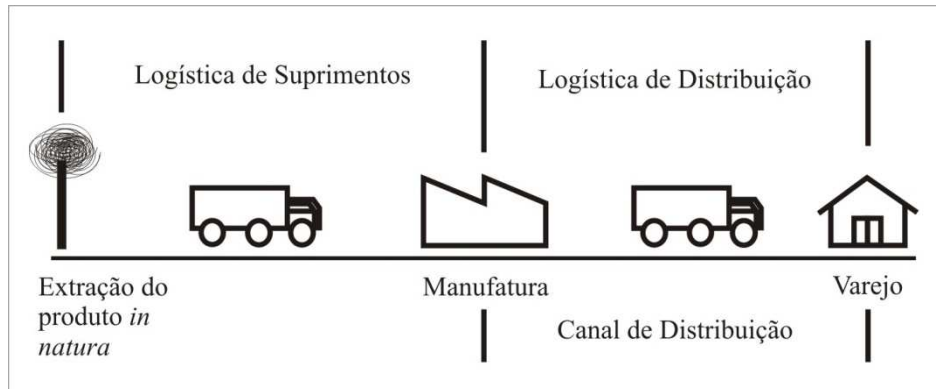 Logística de Suprimentos
Logística de Distribuição
Extração do
produto in
natura
Manufatura
Varejo
Canal de Distribuição